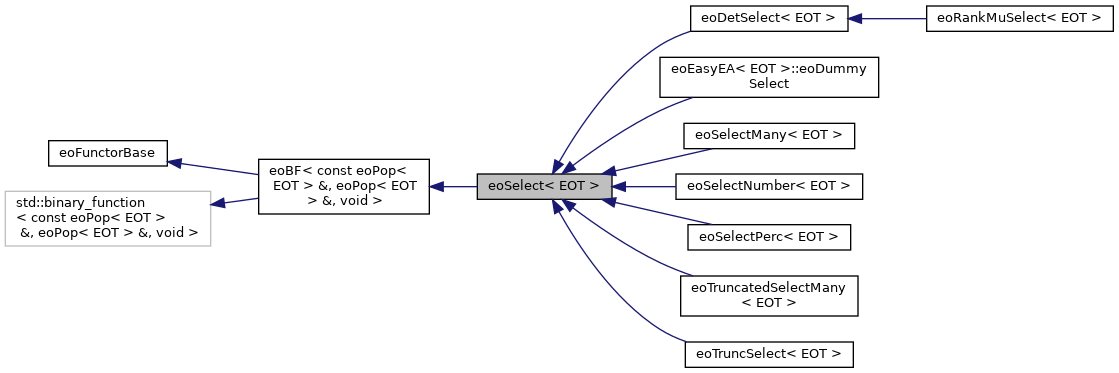 eoFunctorBase
std::binary_function
< const eoPop< EOT >
&, eoPop< EOT > &, void >
eoBF< const eoPop<
EOT > &, eoPop< EOT
> &, void >
eoSelect< EOT >
eoDetSelect< EOT >
eoRankMuSelect< EOT >
eoEasyEA< EOT >::eoDummy
Select
eoSelectMany< EOT >
eoSelectNumber< EOT >
eoSelectPerc< EOT >
eoTruncatedSelectMany
< EOT >
eoTruncSelect< EOT >